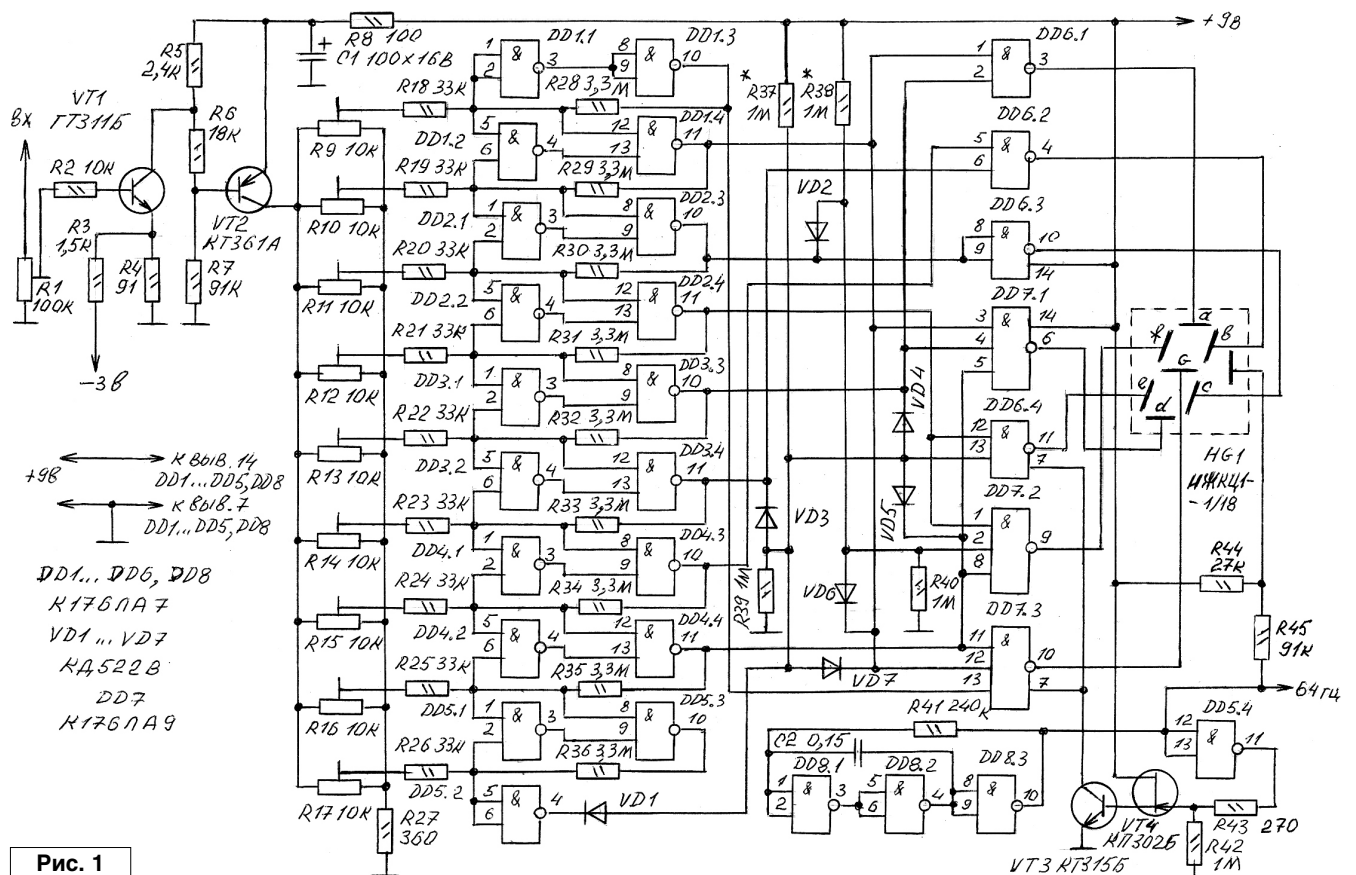 +9В
R5
2,4К
R8 100
C1 100×16В
+
VT1
ГТ311Б
ВХ
R2 10К
R6
18К
R3
1,5К
R4
91
R1
100К
-3В
VT2
КТ361А
R7
91К
R9 10К
R10 10К
R11 10К
R12 10К
R13 10К
R14 10К
R15 10К
R16 10К
R17 10К
R27
360
R18 33К
R19 33К
R20 33К
R21 33К
R22 33К
R23 33К
R24 33К
R25 33К
R26 33К
DD1.1
DD1.3
DD1.2
DD1.4
DD2.1
DD2.3
DD2.2
DD2.4
DD3.1
DD3.3
DD3.2
DD3.4
DD4.1
DD4.3
DD4.2
DD4.4
DD5.1
DD5.3
DD5.2
R28 3,3М
R29 3,3М
R30 3,3М
R31 3,3М
R32 3,3М
R33 3,3М
R34 3,3М
R35 3,3М
R36 3,3М
VD1
*R37
1М
*R38
1М
VD2
VD3
VD4
VD5
VD6
VD7
R39 1М
R40
1М
DD6.1
DD6.2
DD6.3
DD7.1
DD6.4
DD7.2
DD7.3
a
b
c
d
e
G
HG1
ИЖКЦ1-
-1/18
R44
27К
R45
91К
64гц
R41 240К
C2 0,15
DD8.1
DD8.2
DD8.3
DD5.4
R43 270
R42
1М
VT4
КП302Б
VT3 КТ315Б
+9В
К ВЫВ. 14
DD1...DD5, DD8
К ВЫВ. 7
DD1...DD5, DD8
DD1... DD6, DD8
К176ЛА7
VD1 ... VD7
КД522В
DD7
К176ЛА9
Рис. 1